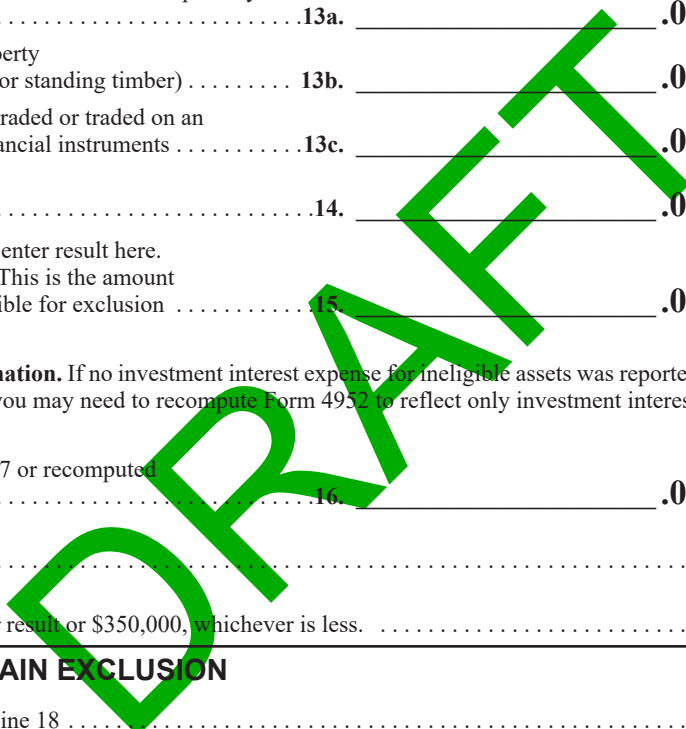 . . . . . . . . . . . . . . . . . . . . . . . . .13a. .0
perty
or standing timber) . . . . . . . . . 13b. .0
raded or traded on an
ancial instruments . . . . . . . . . .13c. .0
. . . . . . . . . . . . . . . . . . . . . . . . . .14. .0
enter result here.
This is the amount
ible for exclusion . . . . . . . . . . . .15. .0
nation. If no investment interest expense for ineligible assets was reporte
you may need to recompute Form 4952 to reflect only investment interes
7 or recomputed
. . . . . . . . . . . . . . . . . . . . . . . . . .16. .0
r result or $350,000, whichever is less. . . . . . . . . . . . . . . . . . . . . . . . . . .
AIN EXCLUSION
ine 18 . . . . . . . . . . . . . . . . . . . . . . . . . . . . . . . . . . . . . . . . . . . . . . . . . .
DRAFT